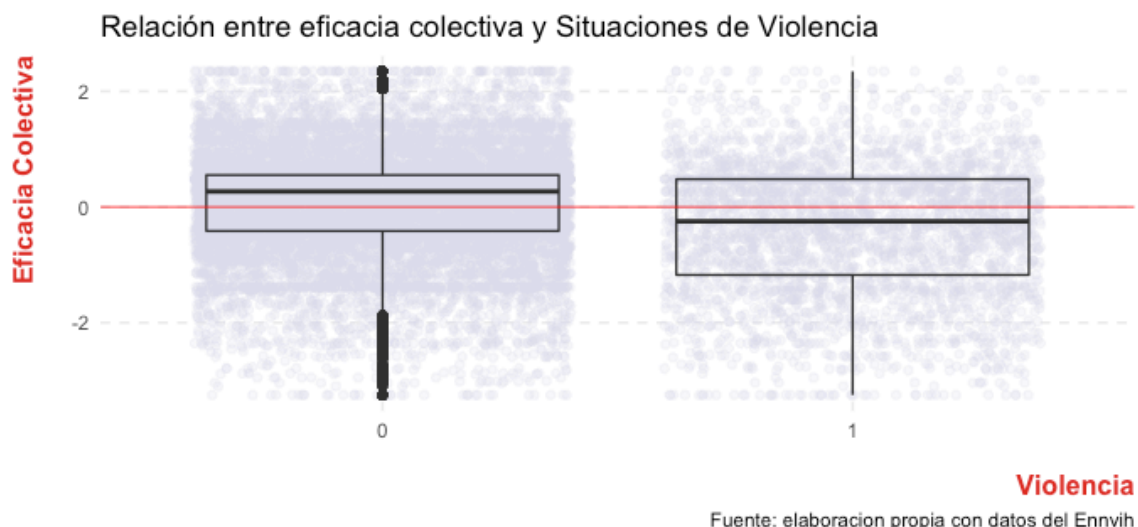 Relación entre eficacia colectiva y Situaciones de Violencia
Eficacia Colectiva
2
0
-2
0
1
Violencia
Fuente: elaboracion propia con datos del Ennvih